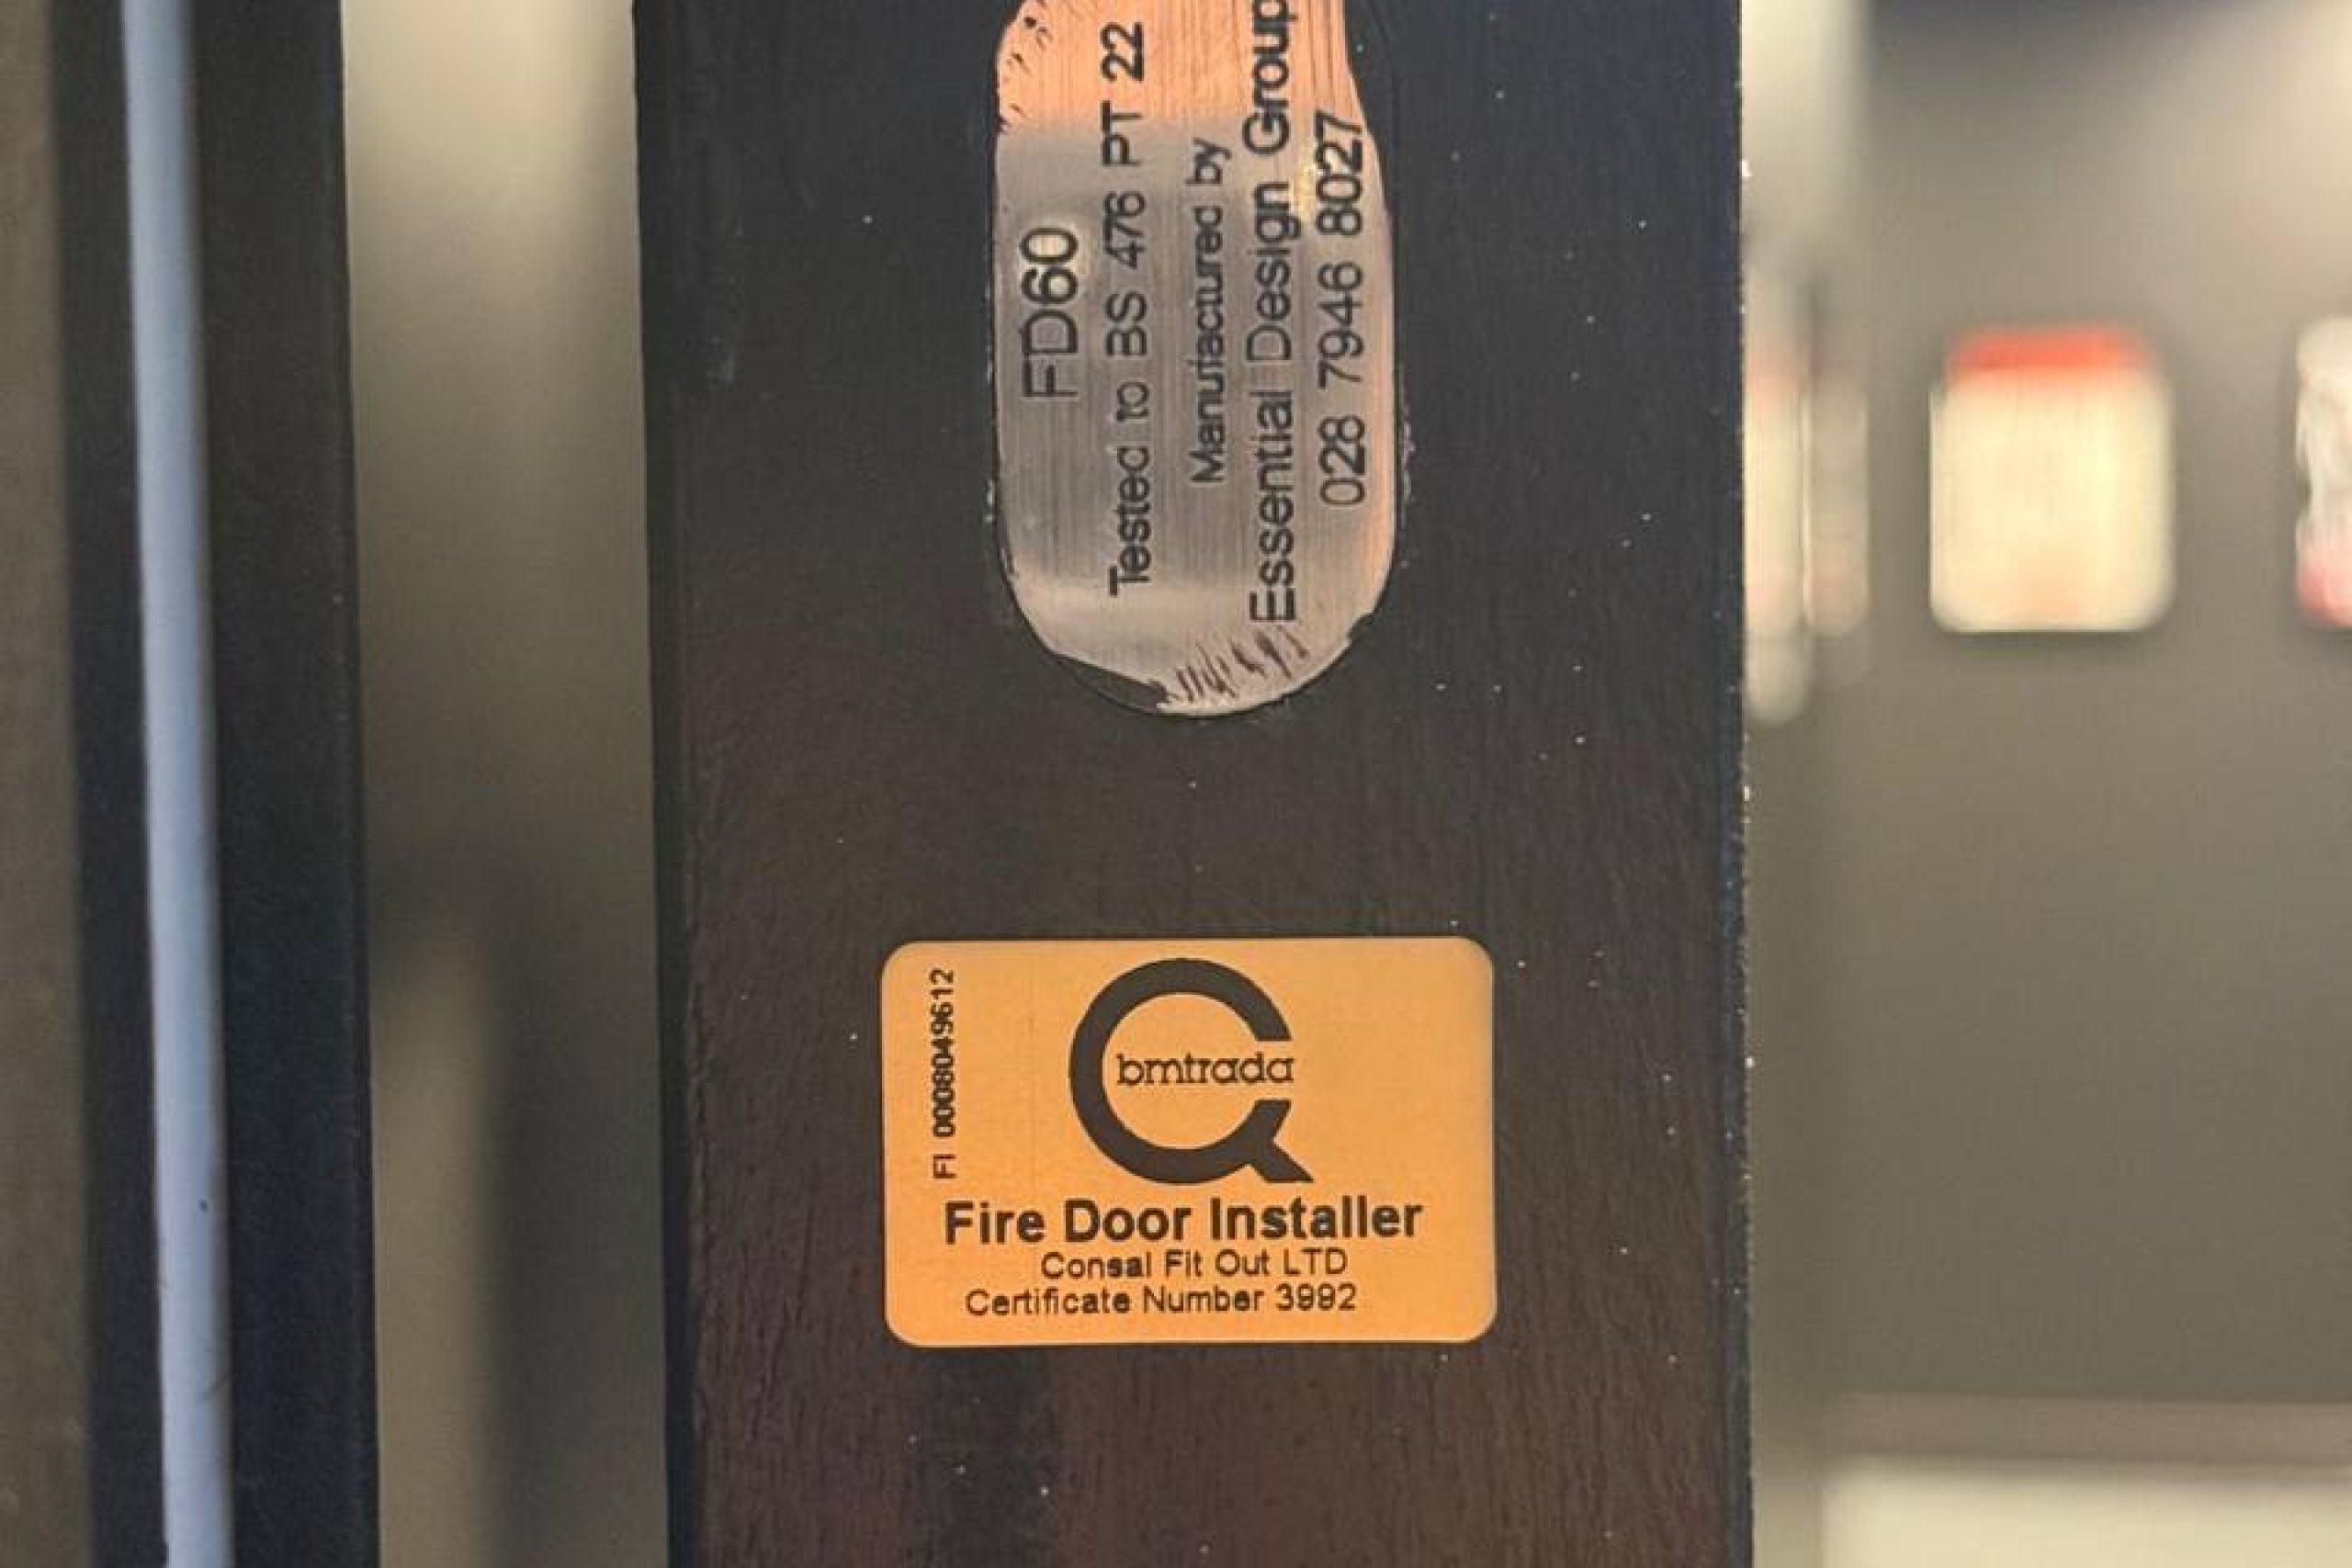 FD60
Tested to BS 476 PT 22
Manufactured by
Essential Design Group
028 7946 8027
FI 0008049612
bmtrada
Fire Door Installer
Consal Fit Out LTD
Certificate Number 3992